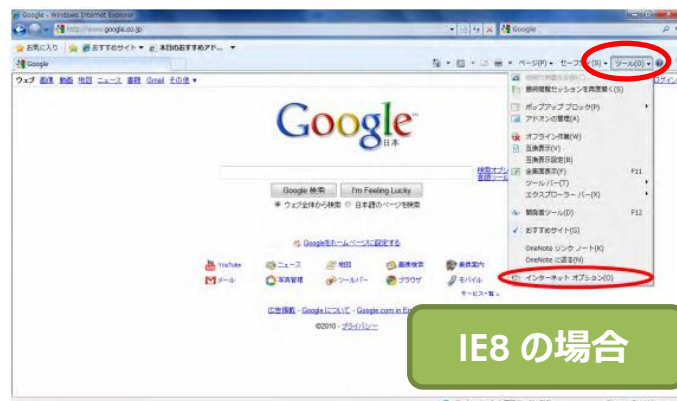 Google - Windows Internet Explorer
http://www.google.co.jp
Google
お気に入り おすすめサイト 本日のおすすめアド...
Google
ページ(P) セーフティ(S) ツール(O)
ウェブ 画像 動画 地図 ニュース 書籍 Gmail その他
最終閲覧セッションを再度開く(S)
ポップアップ ブロック(P)
アドオンの管理(A)
オフライン作業(W)
互換表示(V)
互換表示設定(B)
全画面表示(F) F11
ツール バー(T)
エクスプローラー バー(X)
開発者ツール(D) F12
おすすめサイト(G)
OneNote リンク ノート(K)
OneNote に送る(N)
インターネット オプション(O)
Google
日本
Google 検索 I'm Feeling Lucky
ウェブ全体から検索 日本語のページを検索
Googleをホームページに設定する
YouTube ニュース 地図 画像検索 乗換案内
メール 写真管理 ツールバー ブラウザ モバイル
サービス一覧
広告掲載 - Googleについて - Google.com in En
©2010 - プライバシー
IE8 の場合